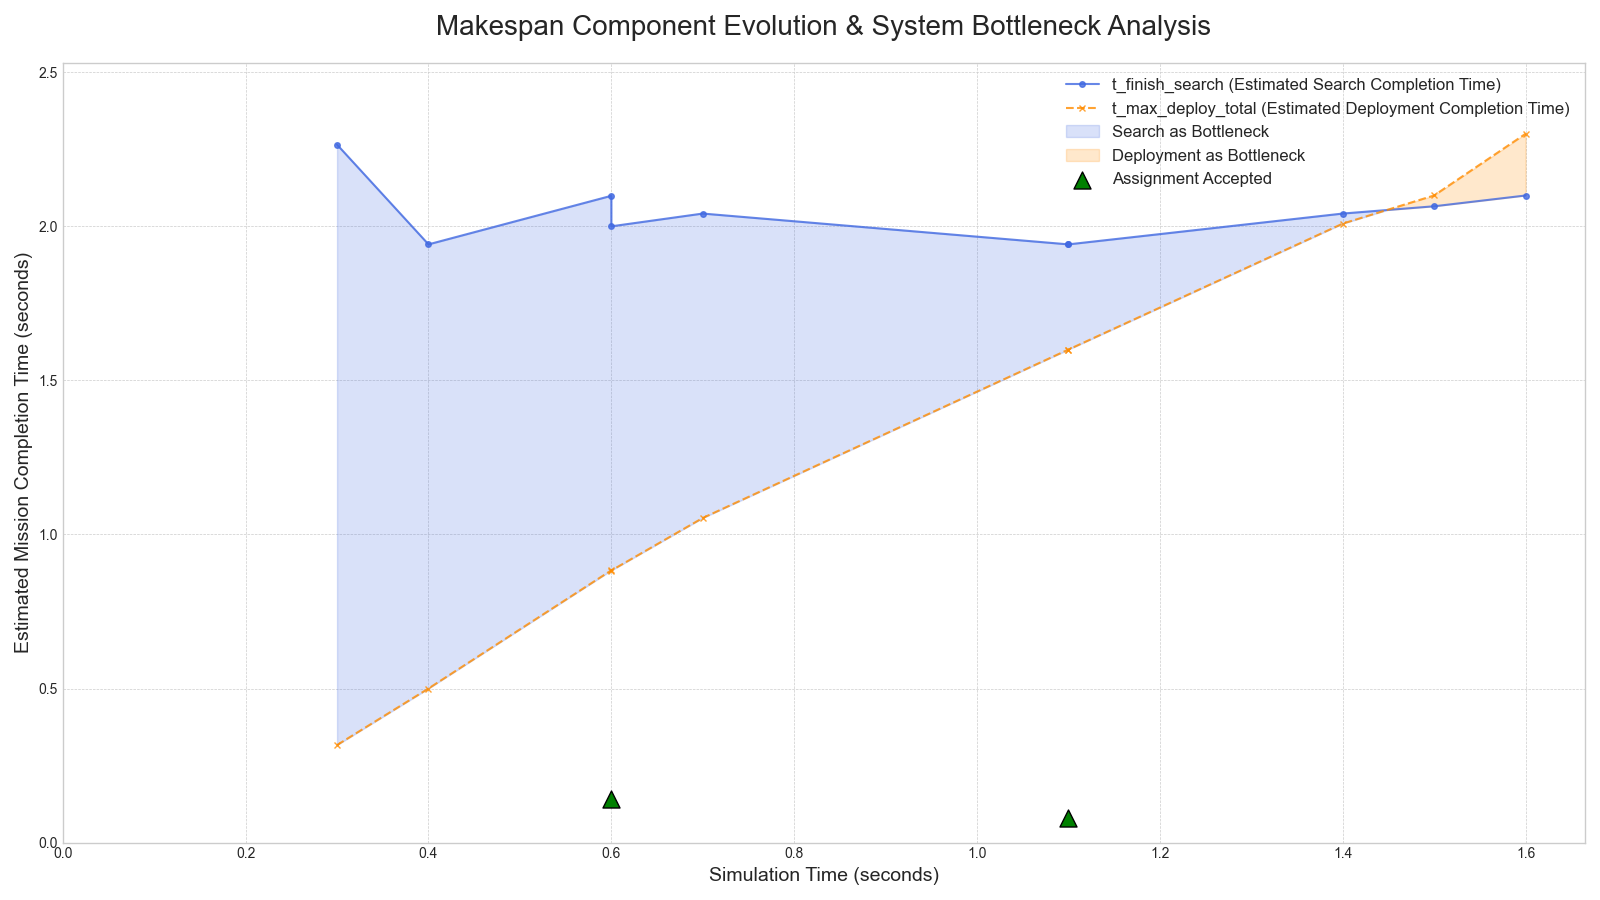 Makespan Component Evolution & System Bottleneck Analysis
t_finish_search (Estimated Search Completion Time)
t_max_deploy_total (Estimated Deployment Completion Time)
Search as Bottleneck
Deployment as Bottleneck
Assignment Accepted
Estimated Mission Completion Time (seconds)
2.5
2.0
1.5
1.0
0.5
0.0
0.0 0.2 0.4 0.6 0.8 1.0 1.2 1.4 1.6
Simulation Time (seconds)